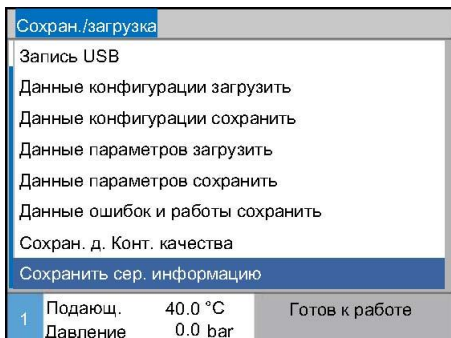 Сохран./загрузка
Запись USB
Данные конфигурации загрузить
Данные конфигурации сохранить
Данные параметров загрузить
Данные параметров сохранить
Данные ошибок и работы сохранить
Сохран. д. Конт. качества
Сохранить сер. информацию
1 Подающ. 40.0 °C Готов к работе
Давление 0.0 bar